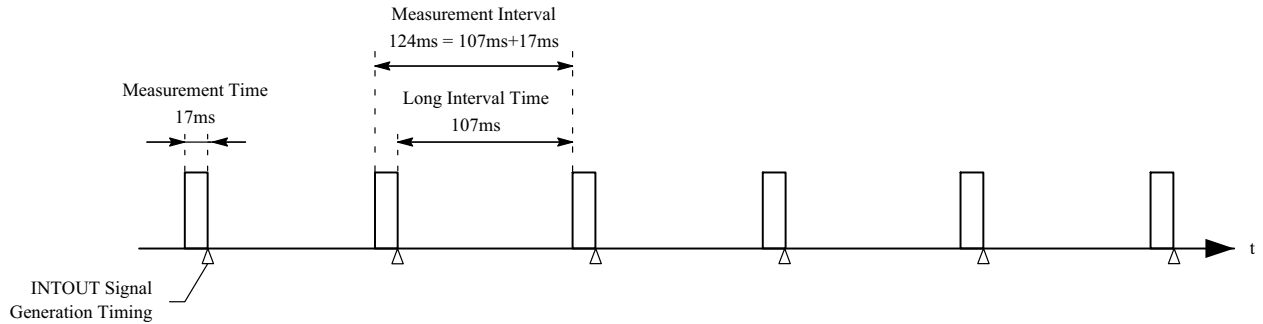 Measurement Interval
124ms = 107ms+17ms
Measurement Time
17ms
Long Interval Time
107ms
t
INTOUT Signal
Generation Timing